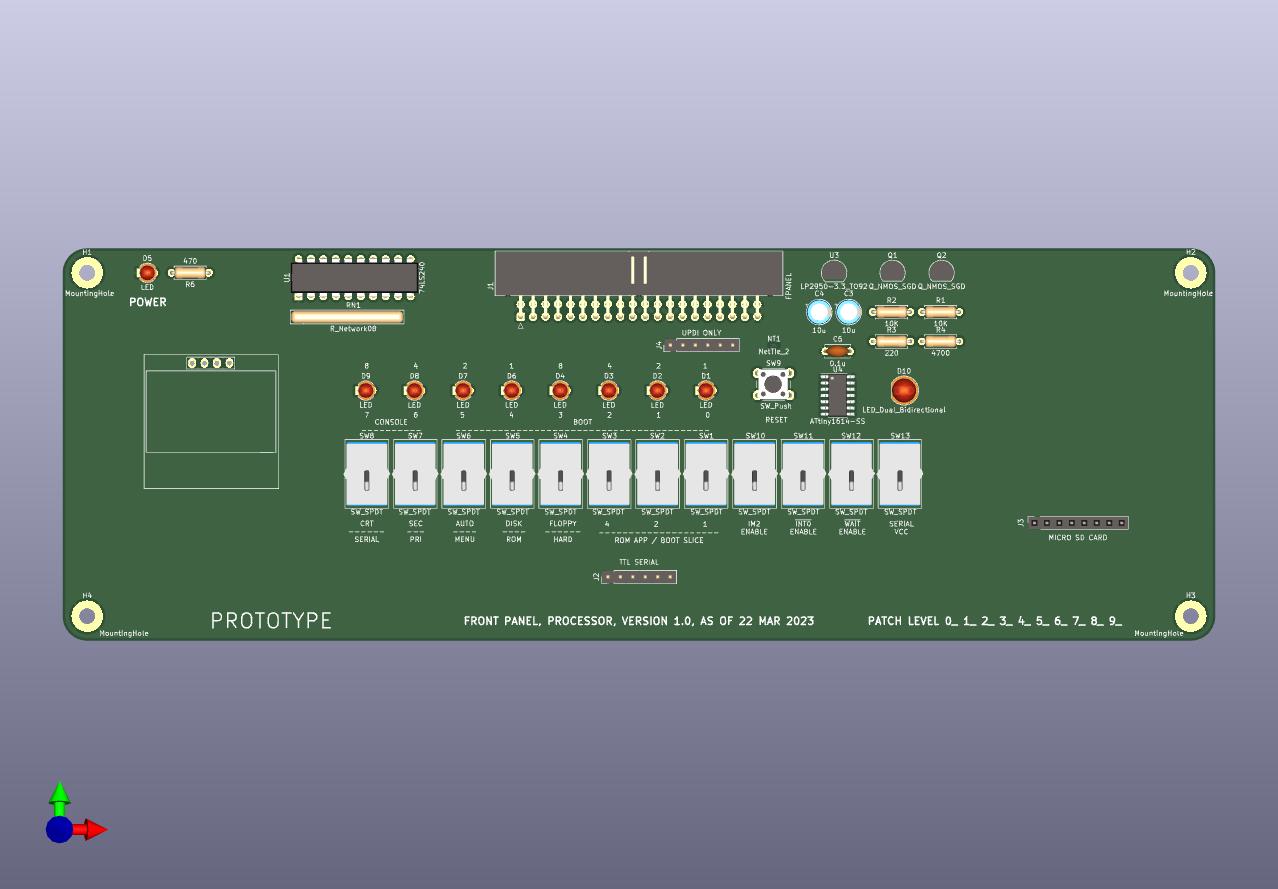 H1
MountingHole
D5
LED
470
R6
POWER
U1
74LS240
RN1
R_Network08
J1
FPANEL
U3
LP2950-3.3_TO92
Q1
Q_NMOS_SGD
Q2
Q_NMOS_SGD
H2
MountingHole
C4
C3
10u
10u
R2
10K
R1
10K
R3
220
R4
4700
UPDI ONLY
J4
NT1
NetTie_2
SW9
SW_Push
RESET
C6
0.1u
U4
ATtiny1614-SS
D10
LED_Dual_Bidirectional
8 4 2 1 8 4 2 1
D9 D8 D7 D6 D4 D3 D2 D1
LED LED LED LED LED LED LED LED
7 6 5 4 3 2 1 0
CONSOLE BOOT
SW8 SW7 SW6 SW5 SW4 SW3 SW2 SW1 SW10 SW11 SW12 SW13
SW_SPDT SW_SPDT SW_SPDT SW_SPDT SW_SPDT SW_SPDT SW_SPDT SW_SPDT SW_SPDT SW_SPDT SW_SPDT SW_SPDT
CRT SEC AUTO DISK FLOPPY 4 2 1 IM2 INT0 WAIT SERIAL
ENABLE ENABLE ENABLE VCC
SERIAL PRI MENU ROM HARD ROM APP / BOOT SLICE
J3
MICRO SD CARD
TTL SERIAL
J2
H4
MountingHole
H3
MountingHole
PROTOTYPE
FRONT PANEL, PROCESSOR, VERSION 1.0, AS OF 22 MAR 2023
PATCH LEVEL 0_ 1_ 2_ 3_ 4_ 5_ 6_ 7_ 8_ 9_